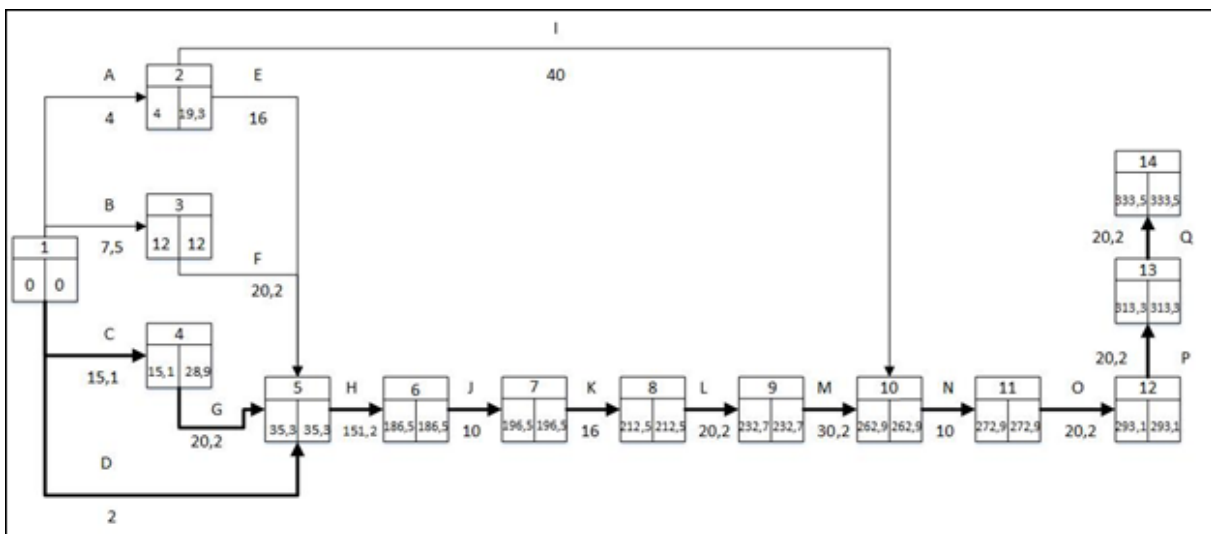 I
40
A
4
2
4 19,3
E
16
B
7,5
3
12 12
F
20,2
1
0 0
C
15,1
4
15,1 28,9
G
20,2
D
2
5
35,3 35,3
H
151,2
6
186,5 186,5
J
10
7
196,5 196,5
K
16
8
212,5 212,5
L
20,2
9
232,7 232,7
M
30,2
10
262,9 262,9
N
10
11
272,9 272,9
O
20,2
12
293,1 293,1
20,2 P
13
313,3 313,3
20,2 Q
14
333,5 333,5